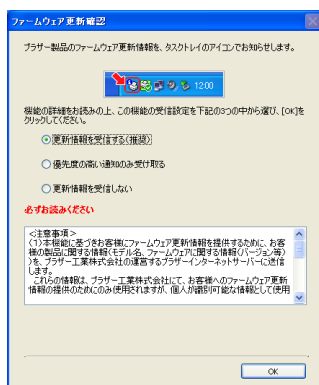 ファームウェア更新確認
ブラザー製品のファームウェア更新情報を、タスクトレイのアイコンでお知らせします。
12:00
機能の詳細をお読みの上、この機能の受信設定を下記の3つの中から選び、[OK]を
クリックしてください。
更新情報を受信する(推奨)
優先度の高い通知のみ受け取る
更新情報を受信しない
必ずお読みください
<注意事項>
(1)本機能に基づきお客様にファームウェア更新情報を提供するために、お客
様の製品に関する情報(モデル名、ファームウェアに関する情報(バージョン等)
)を、ブラザー工業株式会社の運営するブラザーインターネットサーバーに送信
します。
これらの情報は、ブラザー工業株式会社にて、お客様へのファームウェア更新
情報の提供のためにのみ使用されますが、個人が識別可能な情報として使用
OK